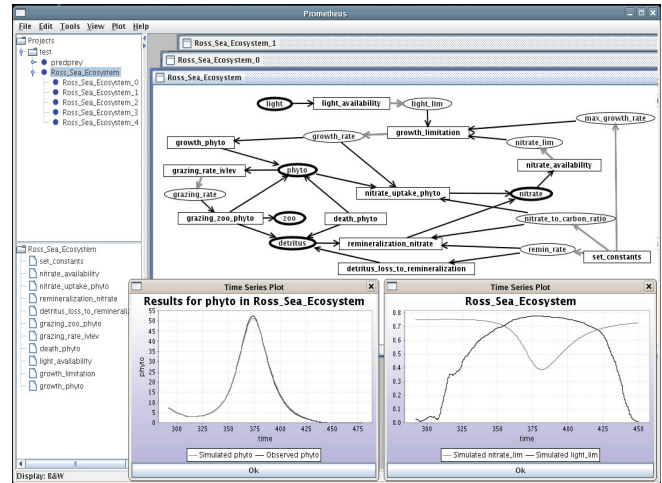 Prometheus
File Edit Tools View Plot Help
Projects
test
predprey
Ross_Sea_Ecosystem
Ross_Sea_Ecosystem_0
Ross_Sea_Ecosystem_1
Ross_Sea_Ecosystem_2
Ross_Sea_Ecosystem_3
Ross_Sea_Ecosystem_4
Ross_Sea_Ecosystem
set_constants
nitrate_availability
nitrate_uptake_phyto
remineralization_nitrate
detritus_loss_to_remineraliz
grazing_zoo_phyto
grazing_rate_ivlev
death_phyto
light_availability
growth_limitation
growth_phyto
Display: B&W
Ross_Sea_Ecosystem_1
Ross_Sea_Ecosystem_0
Ross_Sea_Ecosystem
light light_availability light_lim
max_growth_rate
growth_phyto growth_rate growth_limitation
nitrate_lim
grazing_rate_ivlev phyto nitrate_availability
grazing_rate nitrate_uptake_phyto nitrate
grazing_zoo_phyto zoo death_phyto nitrate_to_carbon_ratio
detritus remineralization_nitrate remin_rate set_constants
detritus_loss_to_remineralization
Time Series Plot
Results for phyto in Ross_Sea_Ecosystem
55
50
45
40
35
30
25
20
15
10
5
0
phyto
300 325 350 375 400 425 450 475
time
Simulated phyto Observed phyto
Ok
Time Series Plot
Ross_Sea_Ecosystem
0.8
0.7
0.6
0.5
0.4
0.3
0.2
0.1
0.0
300 325 350 375 400 425 450
time
Simulated nitrate_lim Simulated light_lim
Ok